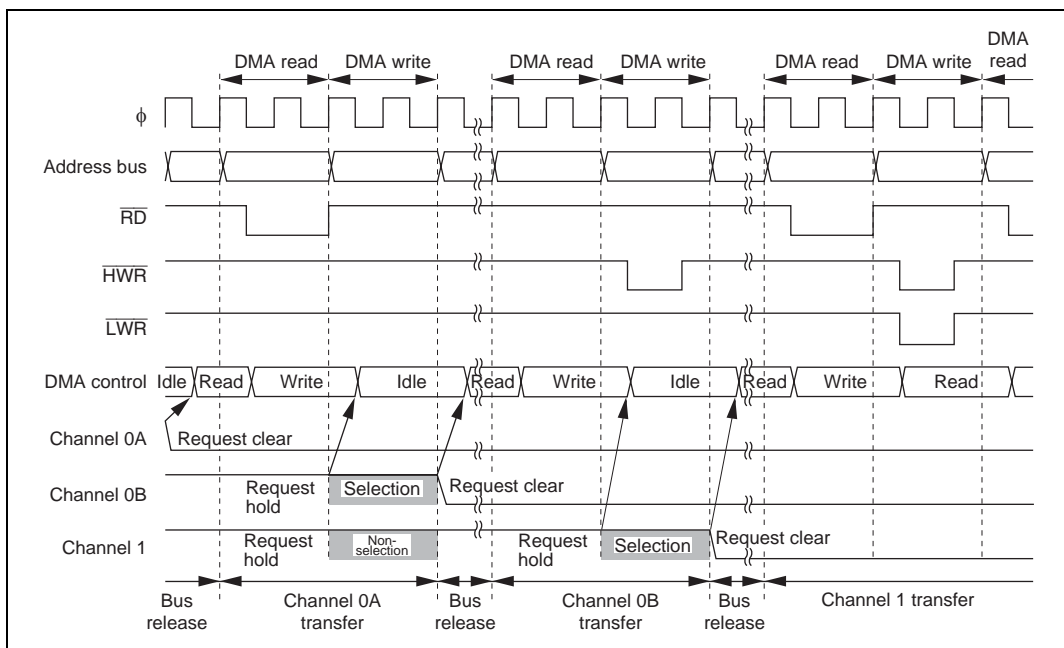 DMA read DMA write DMA read DMA write DMA read DMA write DMA read
φ
Address bus
RD
HWR
LWR
DMA control Idle Read Write Idle Read Write Idle Read Write Read
Channel 0A Request clear
Channel 0B Request hold Selection Request clear
Channel 1 Request hold Non-selection Request hold Selection Request clear
Bus release Channel 0A transfer Bus release Channel 0B transfer Bus release Channel 1 transfer